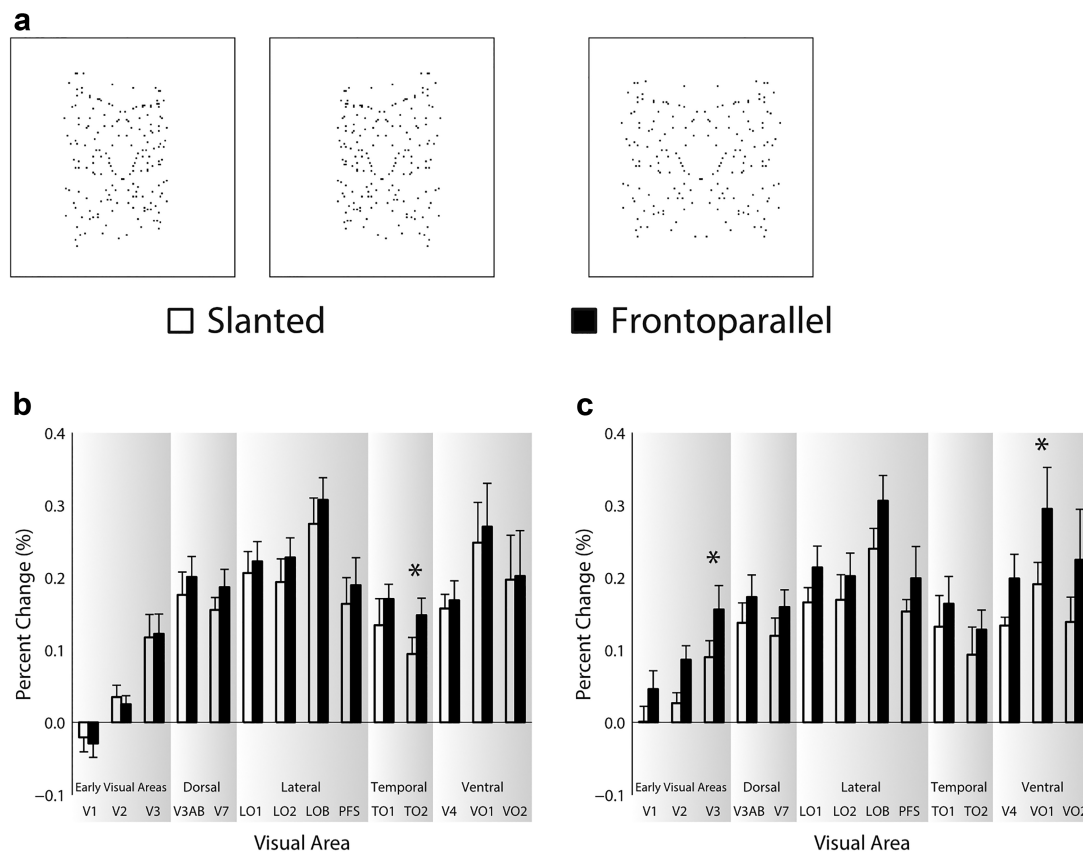 a
Slanted
Frontoparallel
b
0.4
0.3
0.2
0.1
0.0
−0.1
Percent Change (%)
*
Early Visual Areas Dorsal Lateral Temporal Ventral
V1 V2 V3 V3AB V7 LO1 LO2 LOB PFS TO1 TO2 V4 VO1 VO2
Visual Area
c
0.4
0.3
0.2
0.1
0.0
−0.1
Percent Change (%)
*
*
Early Visual Areas Dorsal Lateral Temporal Ventral
V1 V2 V3 V3AB V7 LO1 LO2 LOB PFS TO1 TO2 V4 VO1 VO2
Visual Area